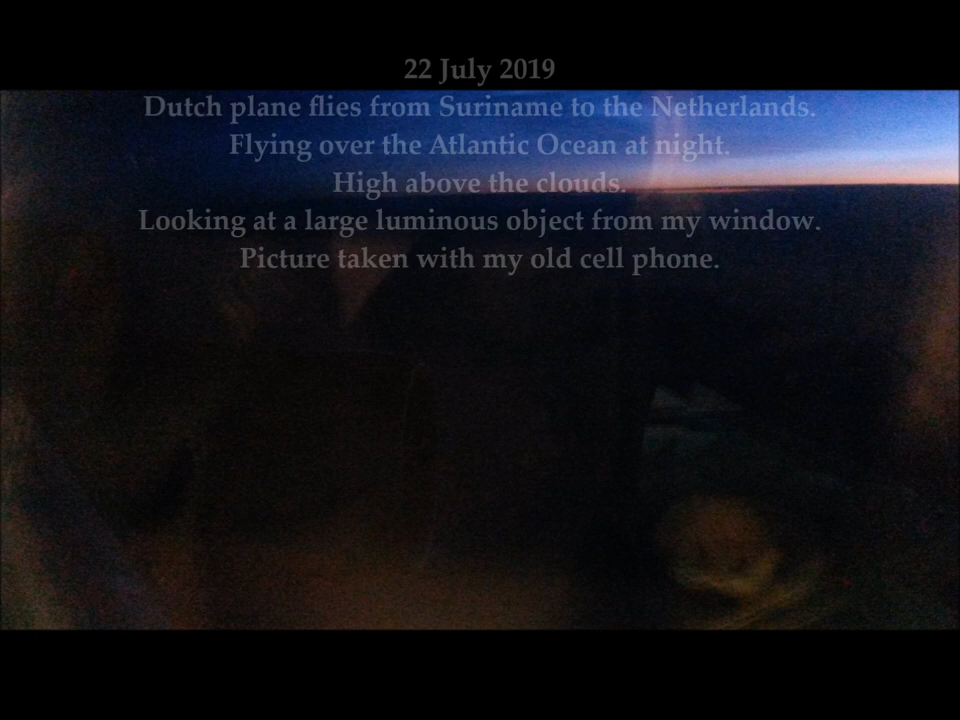 22 July 2019
Dutch plane flies from Suriname to the Netherlands.
Flying over the Atlantic Ocean at night.
High above the clouds.
Looking at a large luminous object from my window.
Picture taken with my old cell phone.